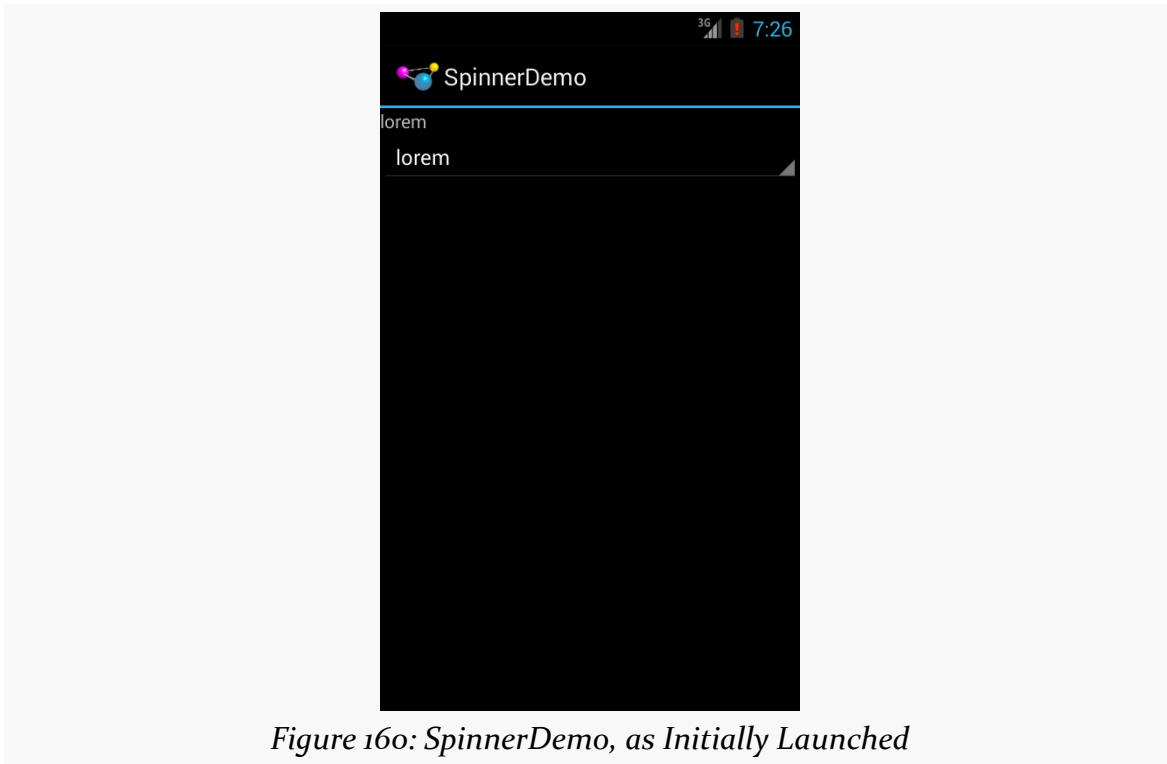 3G 7:26
SpinnerDemo
lorem
lorem
Figure 160: SpinnerDemo, as Initially Launched